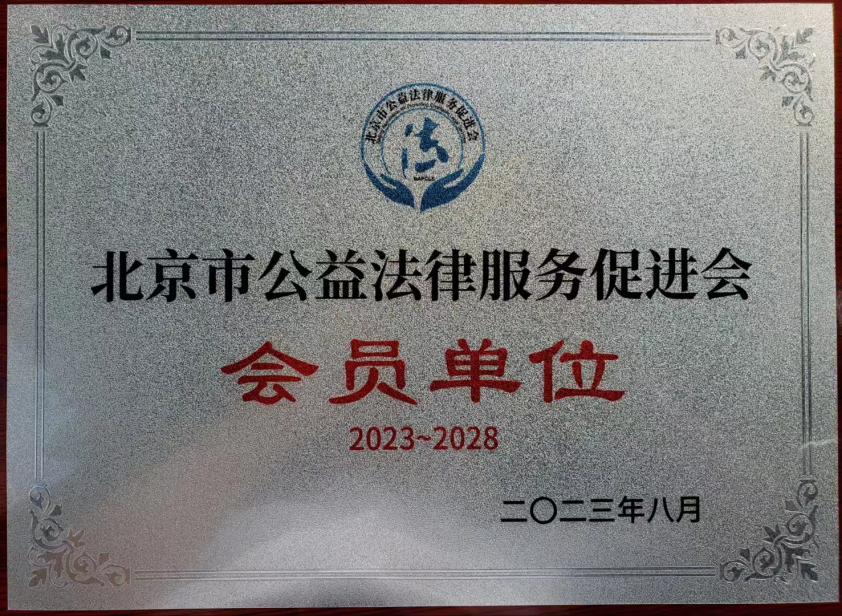 北京市公益法律服务促进会
法
北京市公益法律服务促进会
会员单位
2023~2028
二〇二三年八月